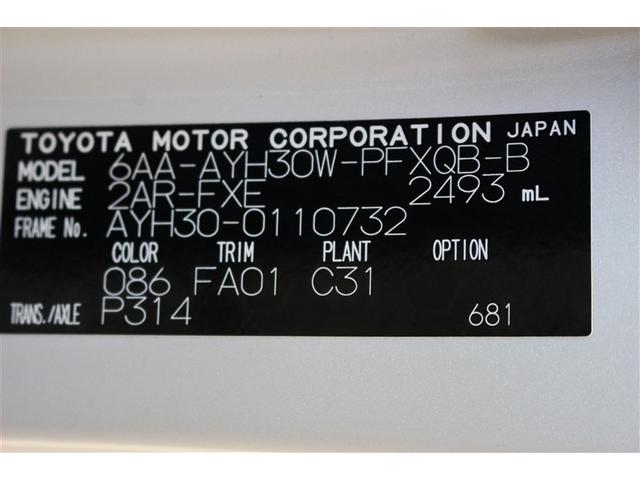 TOYOTA MOTOR CORPORATION JAPAN
MODEL 6AA-AYH30W-PFXQB-B
ENGINE 2AR-FXE 2493 mL
FRAME No. AYH30-0110732
COLOR TRIM PLANT OPTION
086 FA01 C31
TRANS./AXLE P314 681